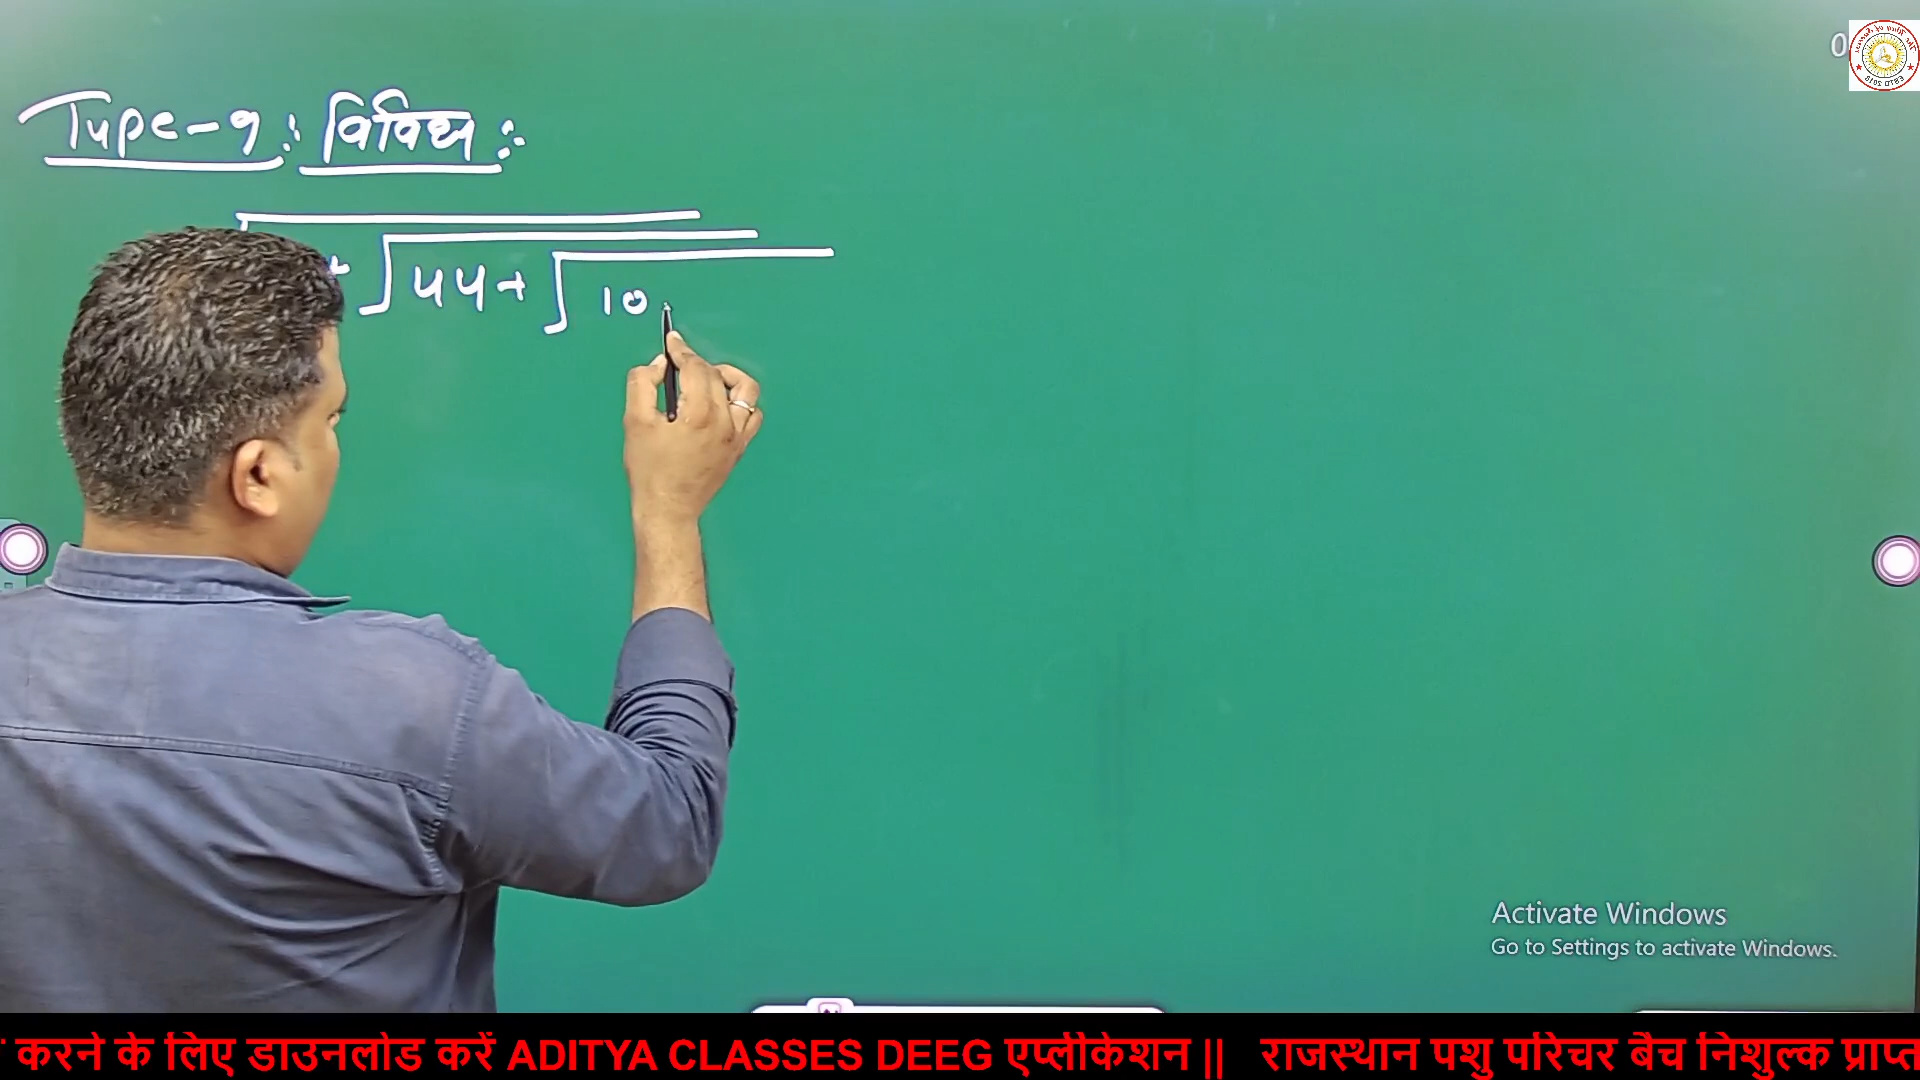 Type-9: विविध :-
+ √44+ √10
0
Activate Windows
Go to Settings to activate Windows.
करने के लिए डाउनलोड करें ADITYA CLASSES DEEG एप्लीकेशन || राजस्थान पशु परिचर बैच निशुल्क प्राप्त